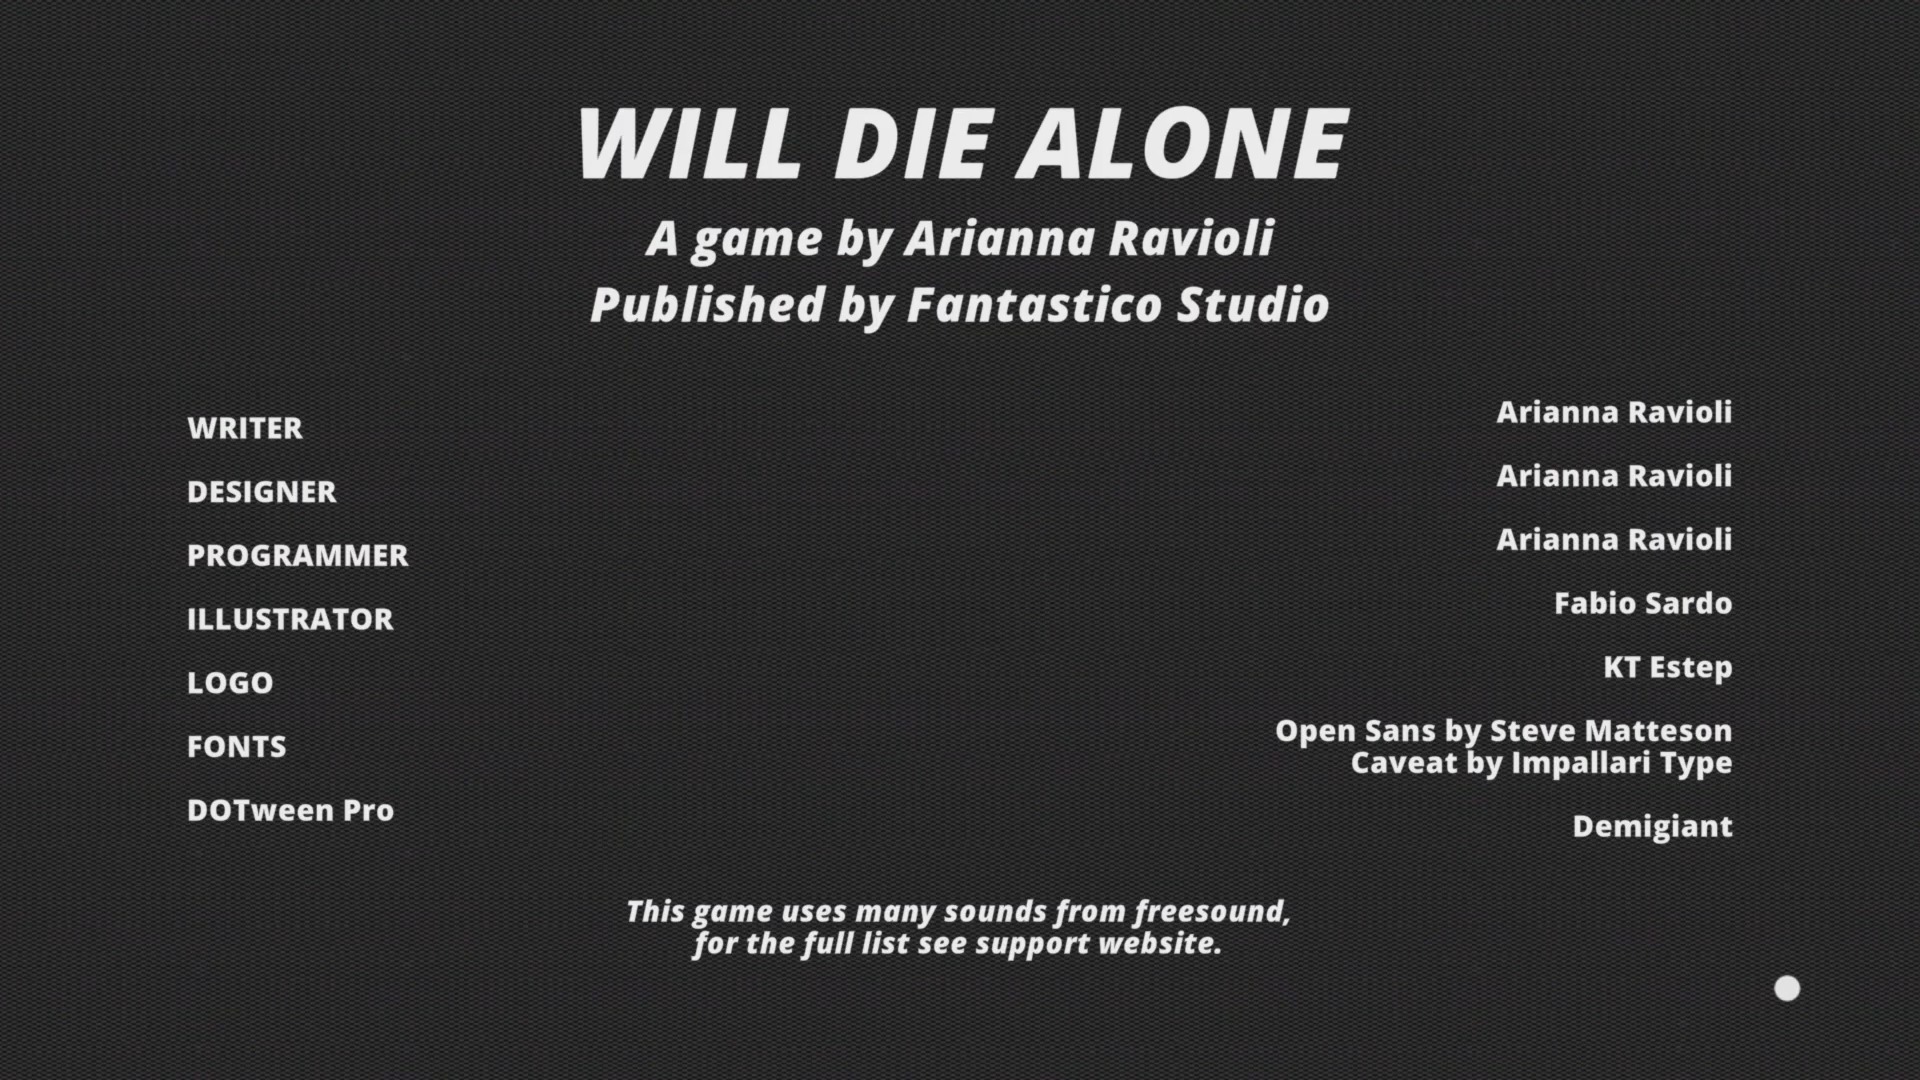 WILL DIE ALONE
A game by Arianna Ravioli
Published by Fantastico Studio
WRITER
Arianna Ravioli
DESIGNER
Arianna Ravioli
PROGRAMMER
Arianna Ravioli
ILLUSTRATOR
Fabio Sardo
LOGO
KT Estep
FONTS
Open Sans by Steve Matteson
Caveat by Impallari Type
DOTween Pro
Demigiant
This game uses many sounds from freesound,
for the full list see support website.